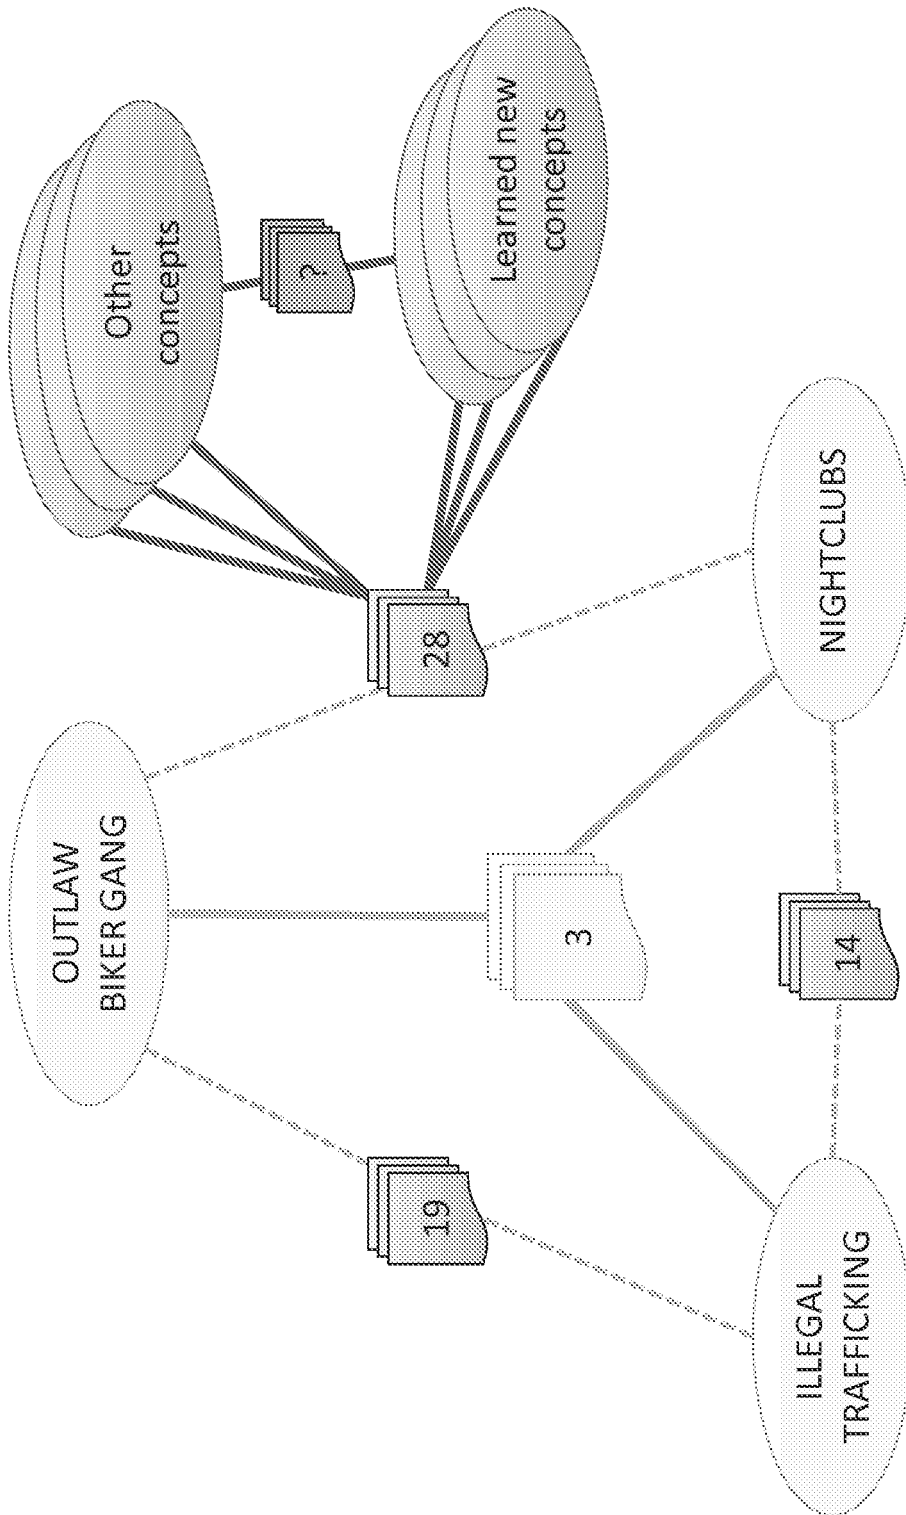 OUTLAW
BIKER GANG
Other
concepts
?
Learned new
concepts
19
28
3
14
ILLEGAL
TRAFFICKING
NIGHTCLUBS